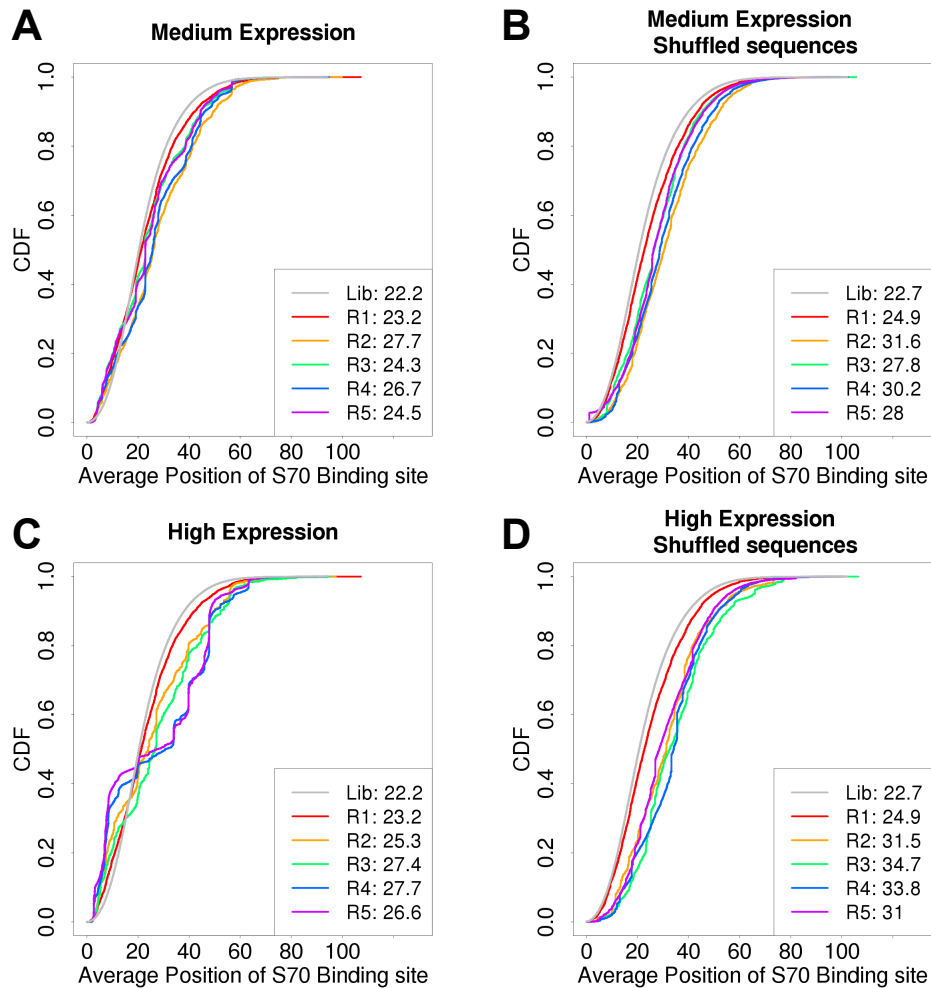 A
Medium Expression
CDF
0.0 0.2 0.4 0.6 0.8 1.0
Lib: 22.2
R1: 23.2
R2: 27.7
R3: 24.3
R4: 26.7
R5: 24.5
0 20 40 60 80 100
Average Position of S70 Binding site
B
Medium Expression
Shuffled sequences
CDF
0.0 0.2 0.4 0.6 0.8 1.0
Lib: 22.7
R1: 24.9
R2: 31.6
R3: 27.8
R4: 30.2
R5: 28
0 20 40 60 80 100
Average Position of S70 Binding site
C
High Expression
CDF
0.0 0.2 0.4 0.6 0.8 1.0
Lib: 22.2
R1: 23.2
R2: 25.3
R3: 27.4
R4: 27.7
R5: 26.6
0 20 40 60 80 100
Average Position of S70 Binding site
D
High Expression
Shuffled sequences
CDF
0.0 0.2 0.4 0.6 0.8 1.0
Lib: 22.7
R1: 24.9
R2: 31.5
R3: 34.7
R4: 33.8
R5: 31
0 20 40 60 80 100
Average Position of S70 Binding site